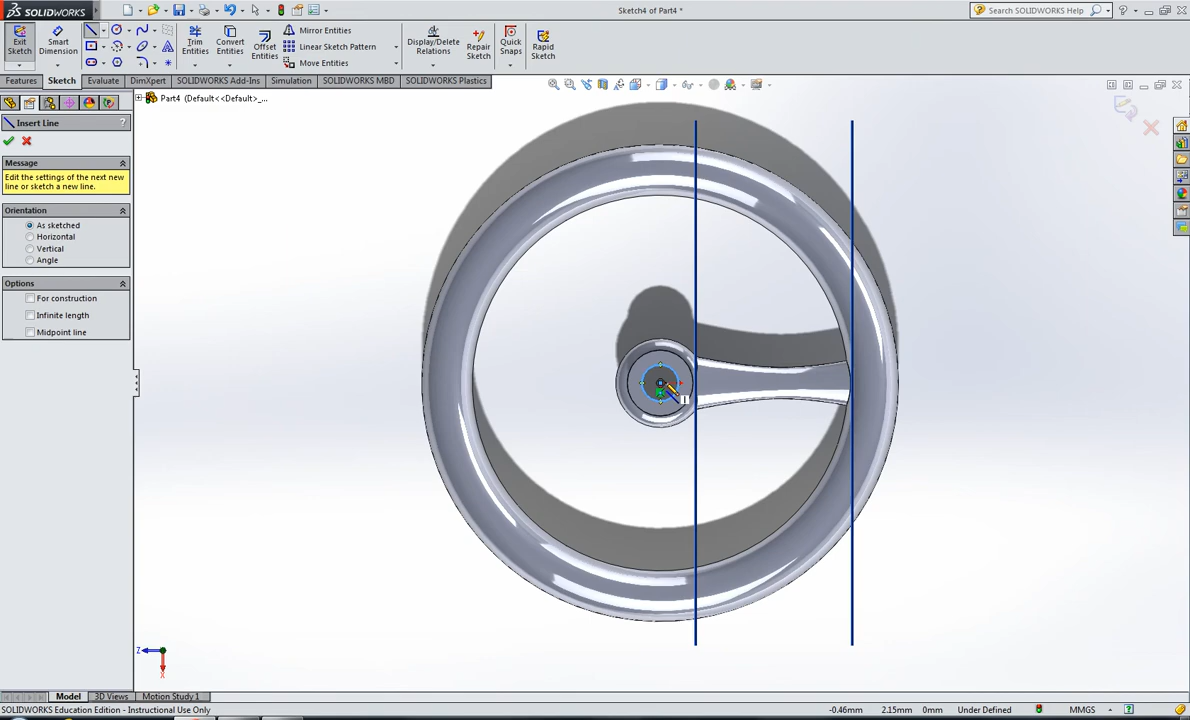 SOLIDWORKS
Sketch4 of Part4 *
Search SOLIDWORKS Help
Exit Sketch
Smart Dimension
Trim Entities
Convert Entities
Offset Entities
Mirror Entities
Linear Sketch Pattern
Move Entities
Display/Delete Relations
Repair Sketch
Quick Snaps
Rapid Sketch
Features Sketch Evaluate DimXpert SOLIDWORKS Add-Ins Simulation SOLIDWORKS MBD SOLIDWORKS Plastics
Part4 (Default<<Default>_...
Insert Line ?
Message
Edit the settings of the next new
line or sketch a new line.
Orientation
As sketched
Horizontal
Vertical
Angle
Options
For construction
Infinite length
Midpoint line
Z
X
Model 3D Views Motion Study 1
SOLIDWORKS Education Edition - Instructional Use Only
-0.46mm 2.15mm 0mm Under Defined MMGS